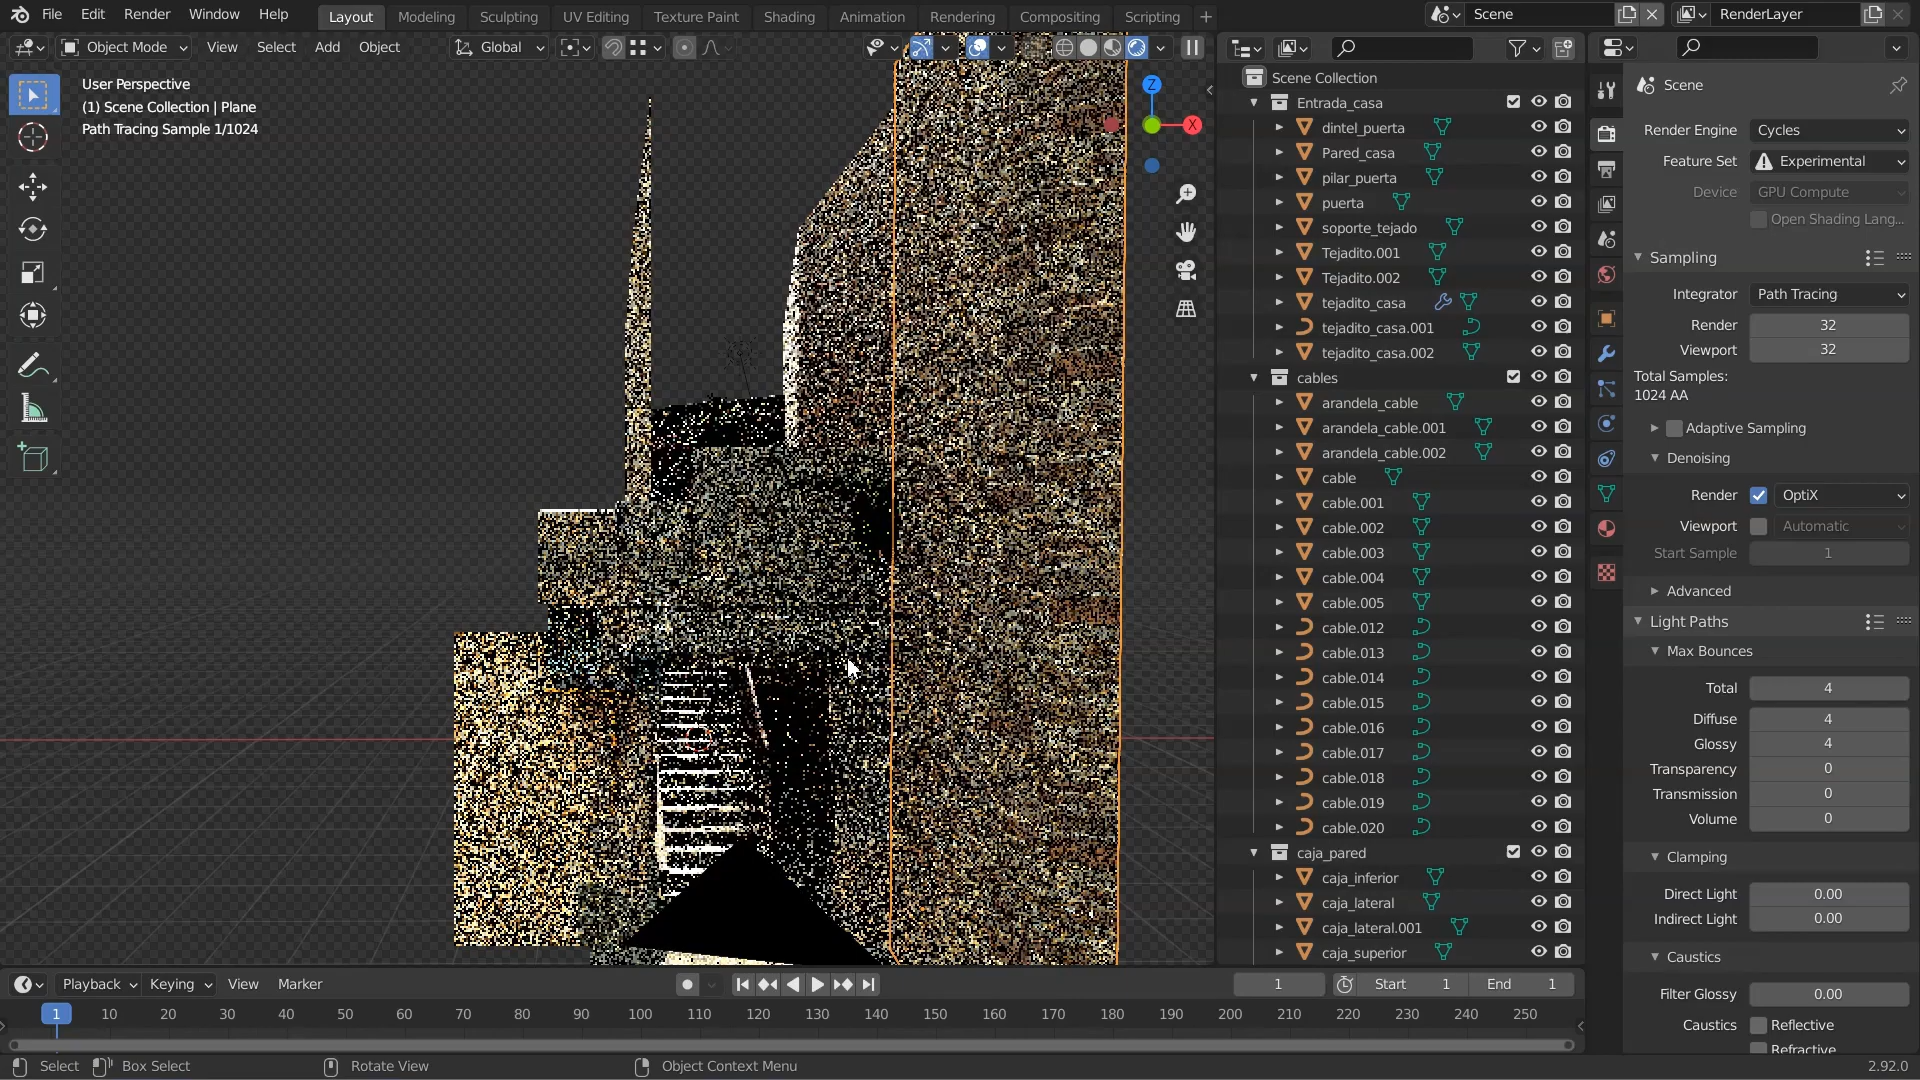 File Edit Render Window Help Layout Modeling Sculpting UV Editing Texture Paint Shading Animation Rendering Compositing Scripting + Scene RenderLayer
Object Mode View Select Add Object Global
User Perspective
(1) Scene Collection | Plane
Path Tracing Sample 1/1024
Z
X
Scene Collection
Entrada_casa
dintel_puerta
Pared_casa
pilar_puerta
puerta
soporte_tejado
Tejadito.001
Tejadito.002
tejadito_casa
tejadito_casa.001
tejadito_casa.002
cables
arandela_cable
arandela_cable.001
arandela_cable.002
cable
cable.001
cable.002
cable.003
cable.004
cable.005
cable.012
cable.013
cable.014
cable.015
cable.016
cable.017
cable.018
cable.019
cable.020
caja_pared
caja_inferior
caja_lateral
caja_lateral.001
caja_superior
Scene
Render Engine Cycles
Feature Set Experimental
Device GPU Compute
Open Shading Lang...
Sampling
Integrator Path Tracing
Render 32
Viewport 32
Total Samples:
1024 AA
Adaptive Sampling
Denoising
Render OptiX
Viewport Automatic
Start Sample 1
Advanced
Light Paths
Max Bounces
Total 4
Diffuse 4
Glossy 4
Transparency 0
Transmission 0
Volume 0
Clamping
Direct Light 0.00
Indirect Light 0.00
Caustics
Filter Glossy 0.00
Caustics Reflective
Refractive
Playback Keying View Marker 1 Start 1 End 1
1 10 20 30 40 50 60 70 80 90 100 110 120 130 140 150 160 170 180 190 200 210 220 230 240 250
Select Box Select Rotate View Object Context Menu 2.92.0